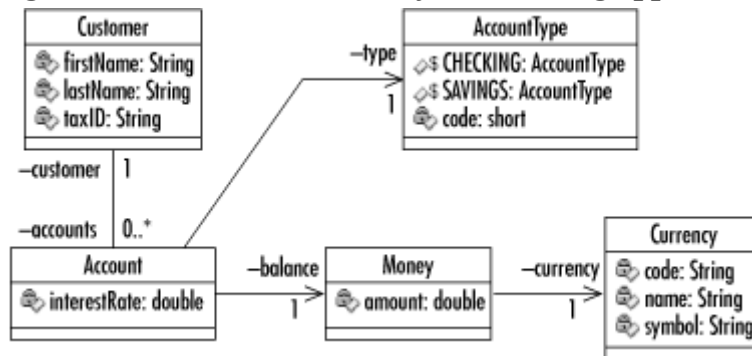 Customer
firstName: String
lastName: String
taxID: String
AccountType
$ CHECKING: AccountType
$ SAVINGS: AccountType
code: short
–type
1
–customer 1
–accounts 0..*
Account
interestRate: double
–balance
1
Money
amount: double
–currency
1
Currency
code: String
name: String
symbol: String